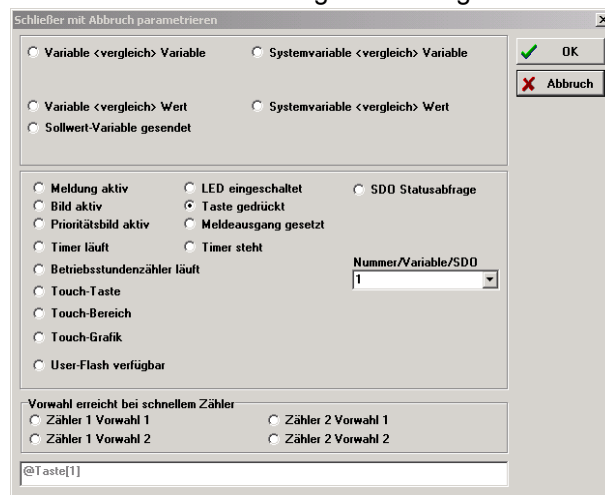 Schließer mit Abbruch parametrieren
Variable <vergleich> Variable
Systemvariable <vergleich> Variable
OK
Abbruch
Variable <vergleich> Wert
Systemvariable <vergleich> Wert
Sollwert-Variable gesendet
Meldung aktiv
LED eingeschaltet
SDO Statusabfrage
Bild aktiv
Taste gedrückt
Prioritätsbild aktiv
Meldeausgang gesetzt
Timer läuft
Timer steht
Betriebsstundenzähler läuft
Nummer/Variable/SDO
1
Touch-Taste
Touch-Bereich
Touch-Grafik
User-Flash verfügbar
Vorwahl erreicht bei schnellem Zähler
Zähler 1 Vorwahl 1
Zähler 2 Vorwahl 1
Zähler 1 Vorwahl 2
Zähler 2 Vorwahl 2
@Taste[1]